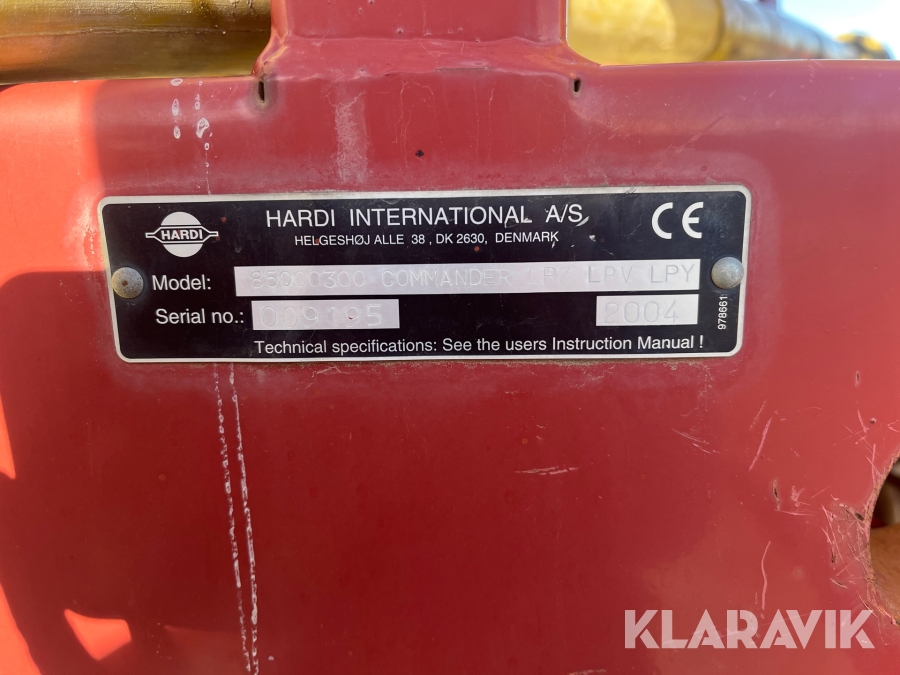 HARDI INTERNATIONAL A/S
HELGESHØJ ALLE 38, DK 2630, DENMARK
CE
HARDI
Model: COMMANDER LPV LPY
Serial no.: 2004
978661
Technical specifications: See the users Instruction Manual !
KLARAVIK